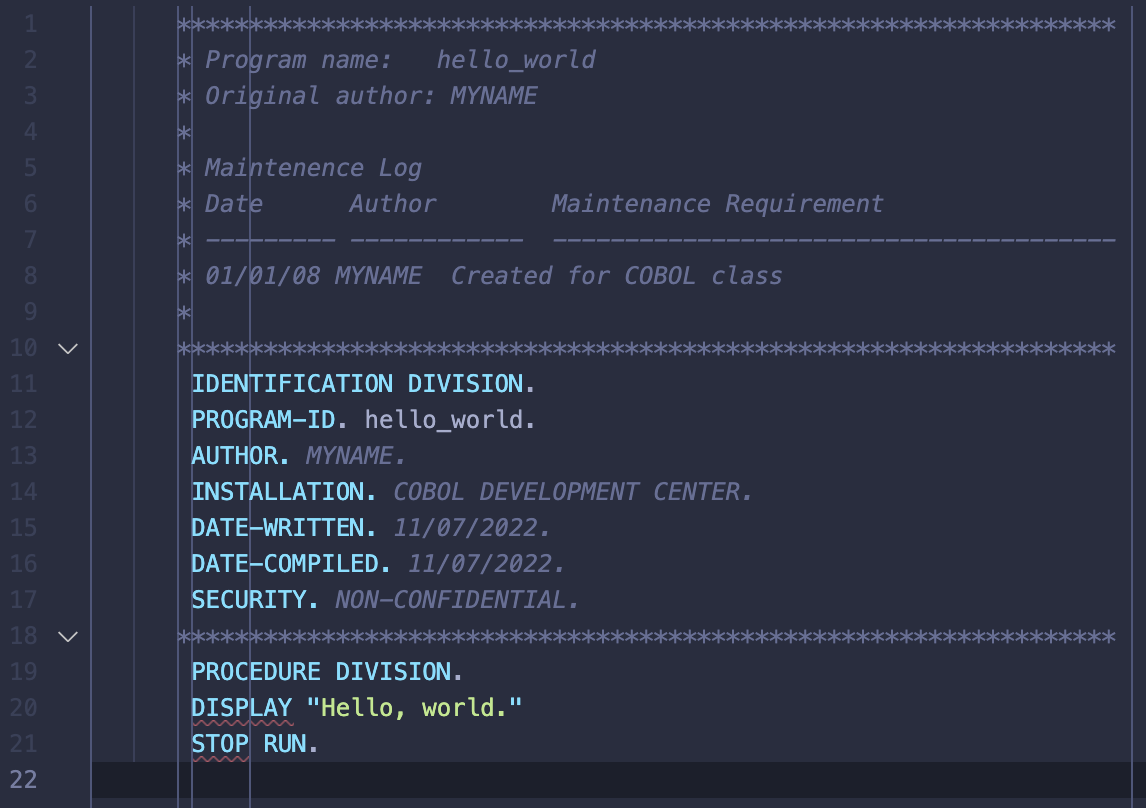 1 *****************************************************************
2 * Program name:   hello_world
3 * Original author: MYNAME
4 *
5 * Maintenence Log
6 * Date      Author        Maintenance Requirement
7 * --------- ------------  ---------------------------------------
8 * 01/01/08 MYNAME  Created for COBOL class
9 *
10 *****************************************************************
11 IDENTIFICATION DIVISION.
12 PROGRAM-ID. hello_world.
13 AUTHOR. MYNAME.
14 INSTALLATION. COBOL DEVELOPMENT CENTER.
15 DATE-WRITTEN. 11/07/2022.
16 DATE-COMPILED. 11/07/2022.
17 SECURITY. NON-CONFIDENTIAL.
18 *****************************************************************
19 PROCEDURE DIVISION.
20 DISPLAY "Hello, world."
21 STOP RUN.
22